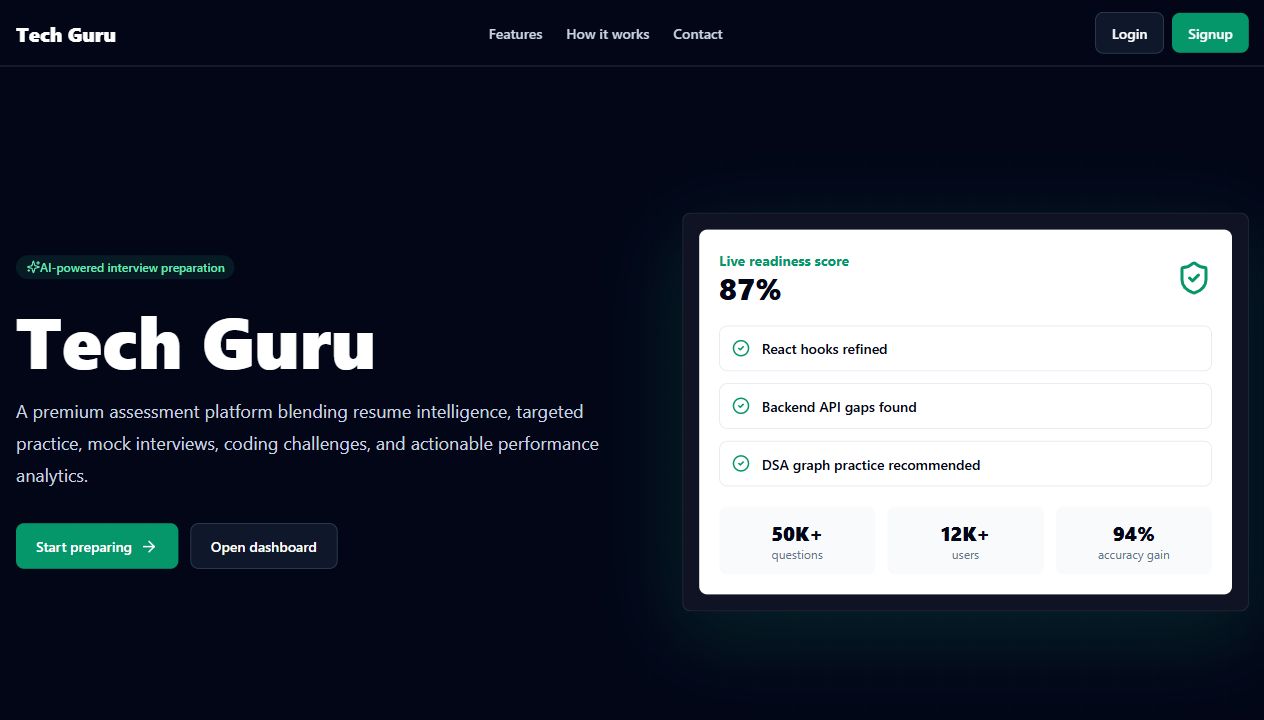 Tech Guru
Features
How it works
Contact
Login
Signup
AI-powered interview preparation
Tech Guru
A premium assessment platform blending resume intelligence, targeted
practice, mock interviews, coding challenges, and actionable performance
analytics.
Start preparing
Open dashboard
Live readiness score
87%
React hooks refined
Backend API gaps found
DSA graph practice recommended
50K+
questions
12K+
users
94%
accuracy gain